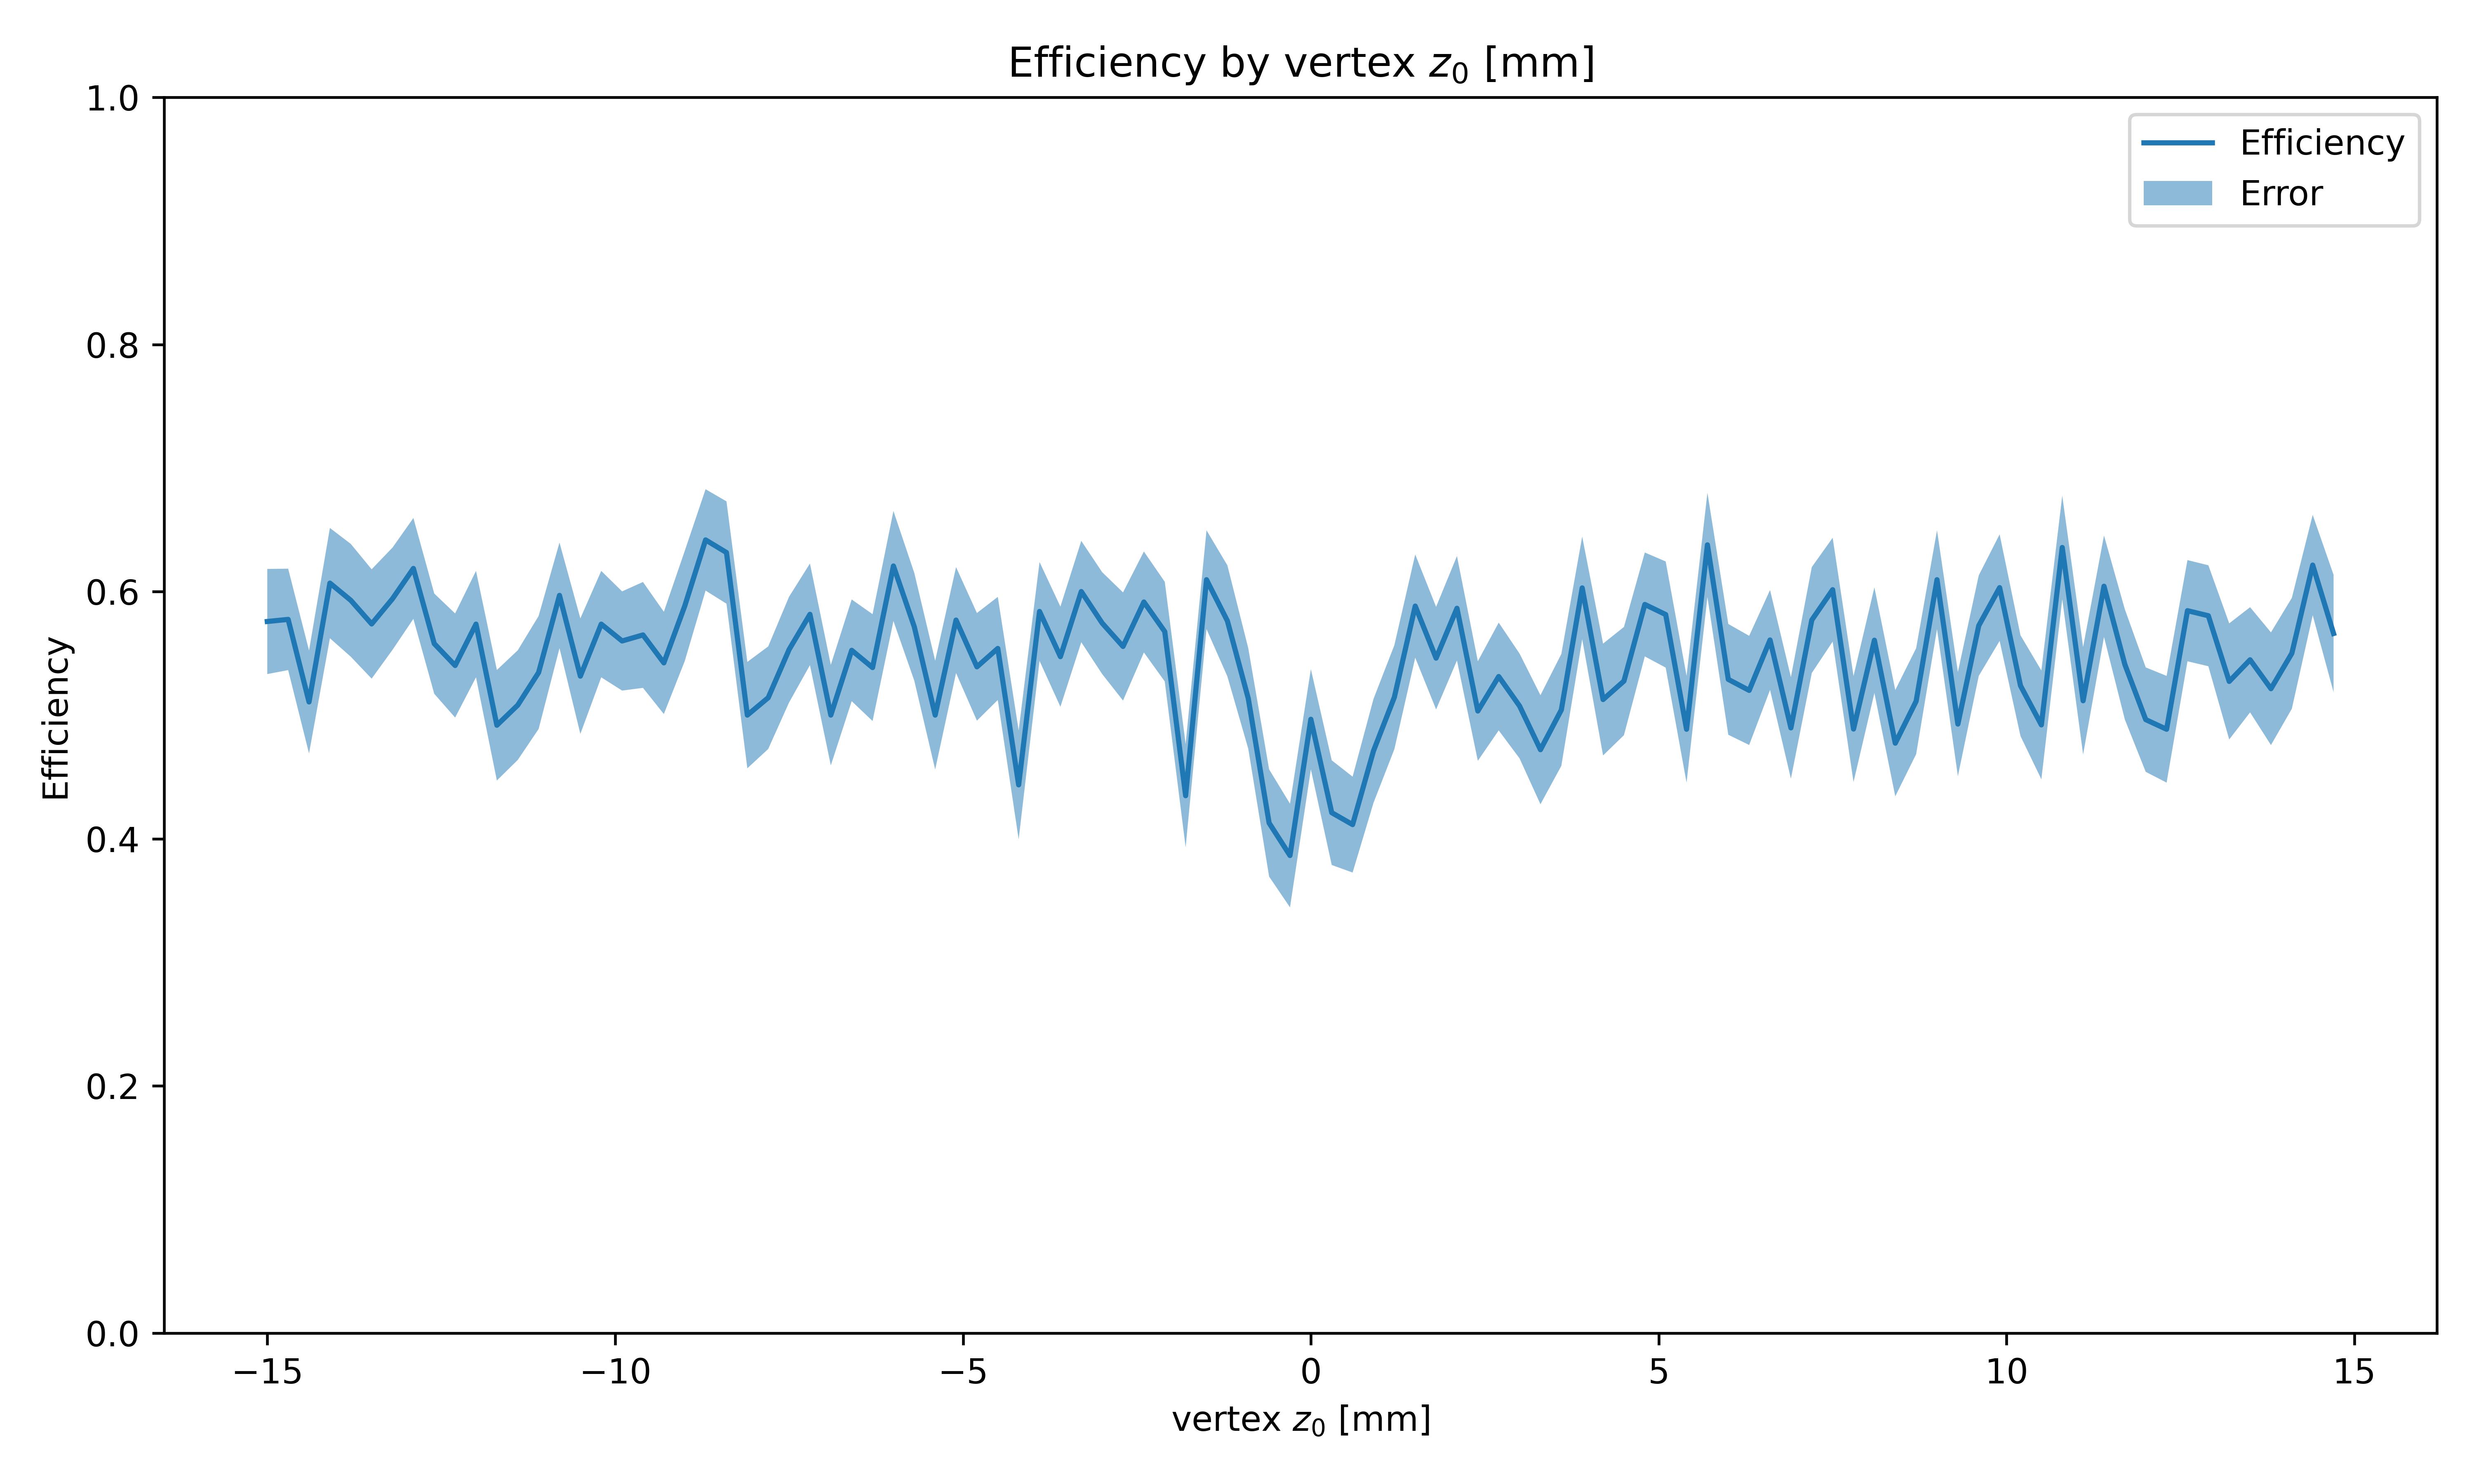 Efficiency by vertex z₀ [mm]
1.0
0.8
0.6
0.4
0.2
0.0
Efficiency
Efficiency
Error
−15
−10
−5
0
5
10
15
vertex z₀ [mm]